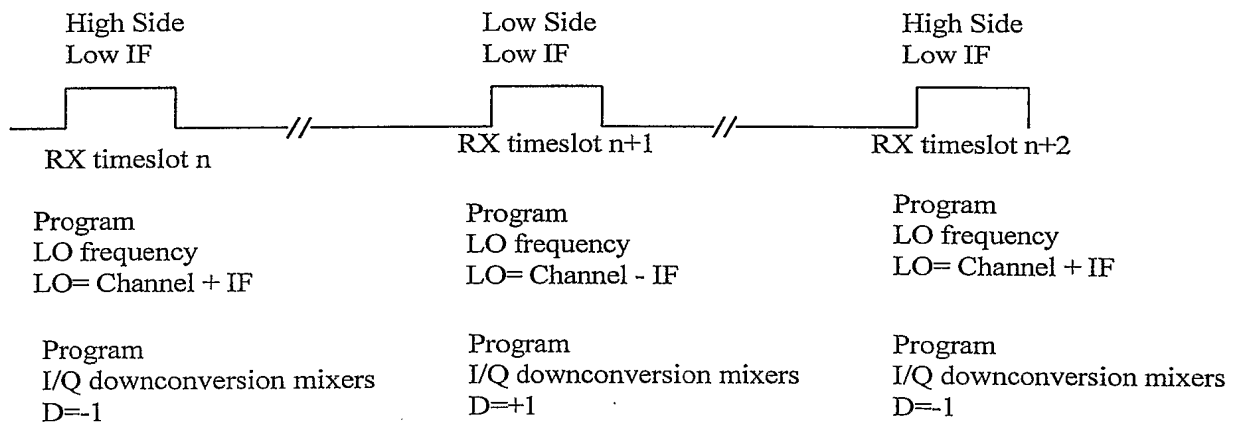 High Side
Low IF
Low Side
Low IF
High Side
Low IF
RX timeslot n
RX timeslot n+1
RX timeslot n+2
Program
LO frequency
LO= Channel + IF
Program
LO frequency
LO= Channel - IF
Program
LO frequency
LO= Channel + IF
Program
I/Q downconversion mixers
D=-1
Program
I/Q downconversion mixers
D=+1
Program
I/Q downconversion mixers
D=-1